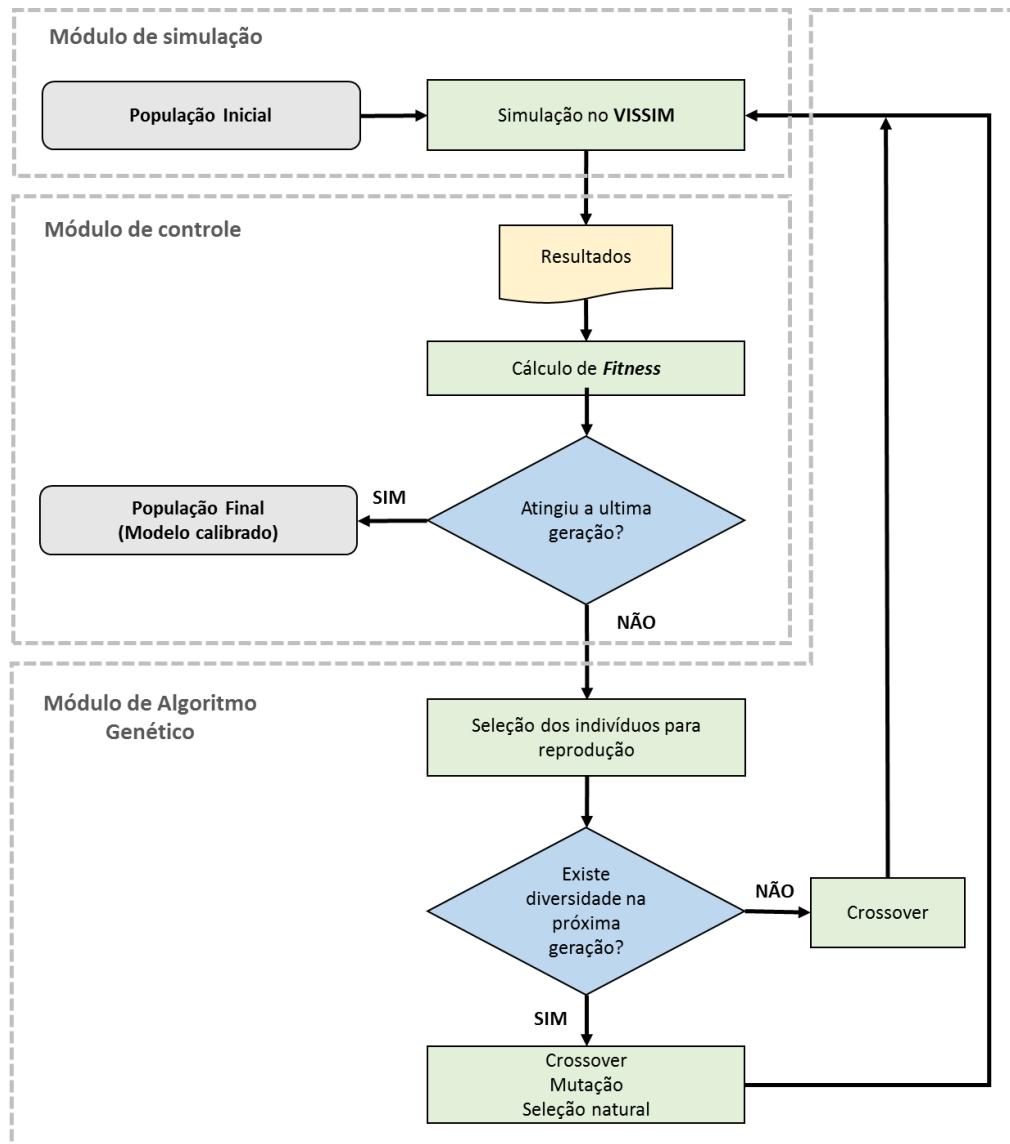 Módulo de simulação
População Inicial
Simulação no VISSIM
Módulo de controle
Resultados
Cálculo de Fitness
Atingiu a ultima
geração?
SIM
População Final
(Modelo calibrado)
NÃO
Módulo de Algoritmo
Genético
Seleção dos indivíduos para
reprodução
Existe
diversidade na
próxima
geração?
NÃO
Crossover
SIM
Crossover
Mutação
Seleção natural